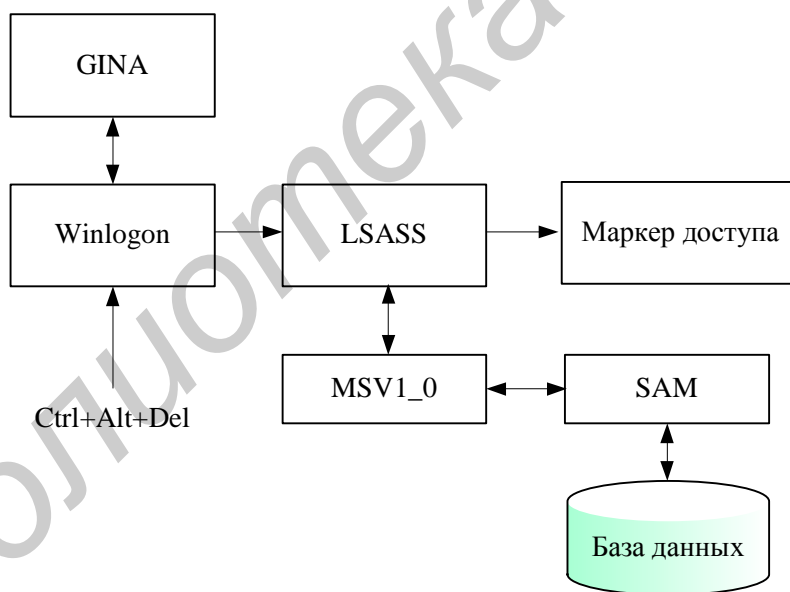 GINA
Winlogon
LSASS
Маркер доступа
MSV1_0
SAM
Ctrl+Alt+Del
База данных